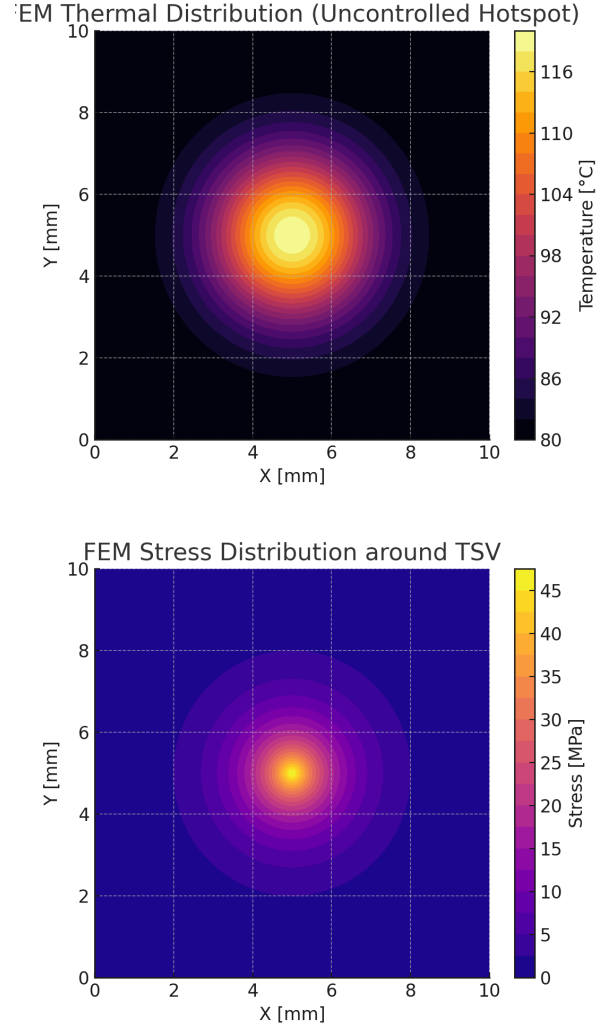 EM Thermal Distribution (Uncontrolled Hotspot)
10
8
6
4
2
0
Y [mm]
0 2 4 6 8 10
X [mm]
116
110
104
98
92
86
80
Temperature [°C]
FEM Stress Distribution around TSV
10
8
6
4
2
0
Y [mm]
0 2 4 6 8 10
X [mm]
45
40
35
30
25
20
15
10
5
0
Stress [MPa]